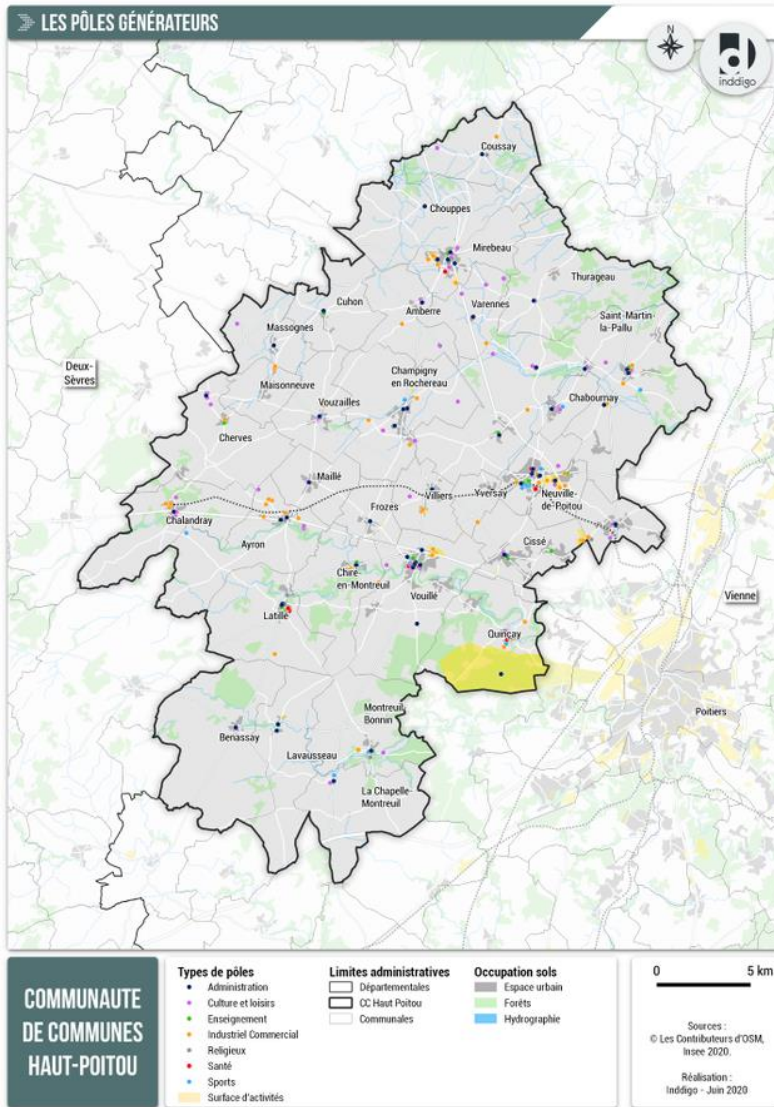 LES PÔLES GÉNÉRATEURS
N
inddigo
Coussay
Chouppes
Mirebeau
Thurageau
Cuhon
Amberre
Varennes
Saint-Martin-
la-Pallu
Massognes
Deux-
Sèvres
Champigny
en Rochereau
Maisonneuve
Vouzailles
Chabournay
Cherves
Maillé
Villiers
Yversay
Neuville-
de-Poitou
Frozes
Chalandray
Ayron
Cissé
Chiré-
en-Montreuil
Vouillé
Vienne
Latillé
Quinçay
Montreuil
Bonnin
Poitiers
Benassay
Lavausseau
La Chapelle-
Montreuil
COMMUNAUTE
DE COMMUNES
HAUT-POITOU
Types de pôles
Administration
Culture et loisirs
Enseignement
Industriel Commercial
Religieux
Santé
Sports
Surface d'activités
Limites administratives
Départementales
CC Haut Poitou
Communales
Occupation sols
Espace urbain
Forêts
Hydrographie
0 5 km
Sources :
© Les Contributeurs d'OSM,
Insee 2020.
Réalisation :
Inddigo - Juin 2020